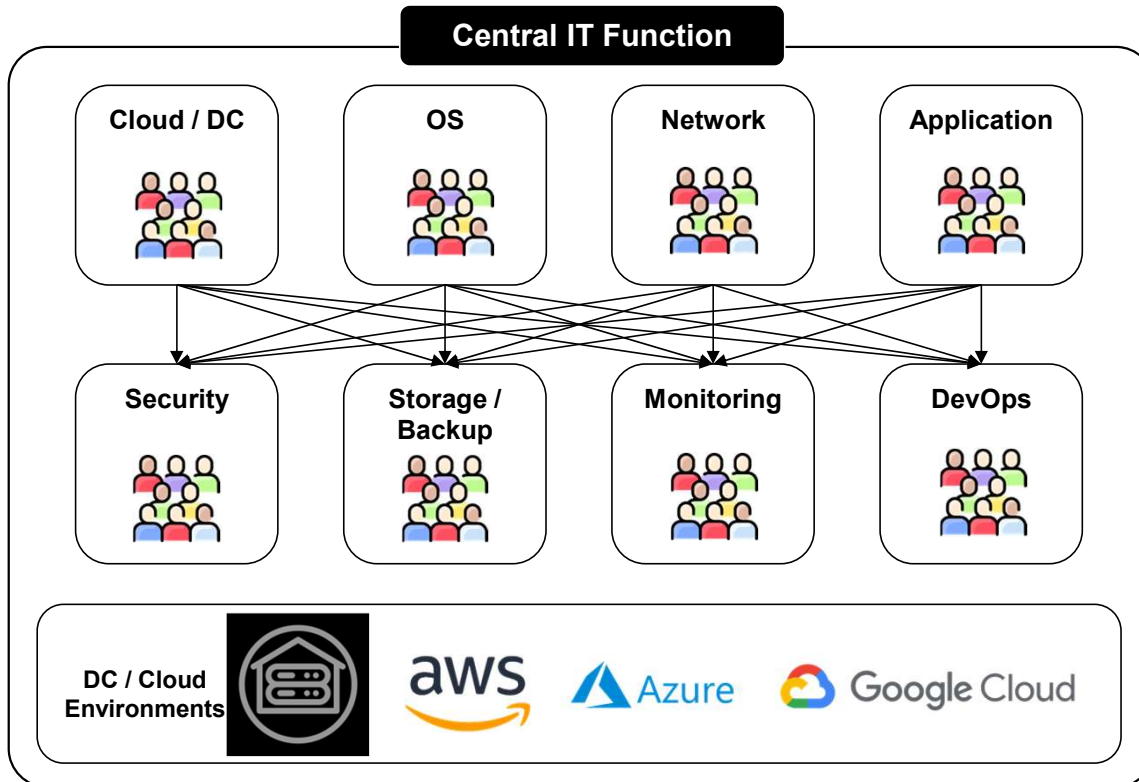 Central IT Function
Cloud / DC
OS
Network
Application
Security
Storage /
Backup
Monitoring
DevOps
DC / Cloud
Environments
aws
Azure
Google Cloud